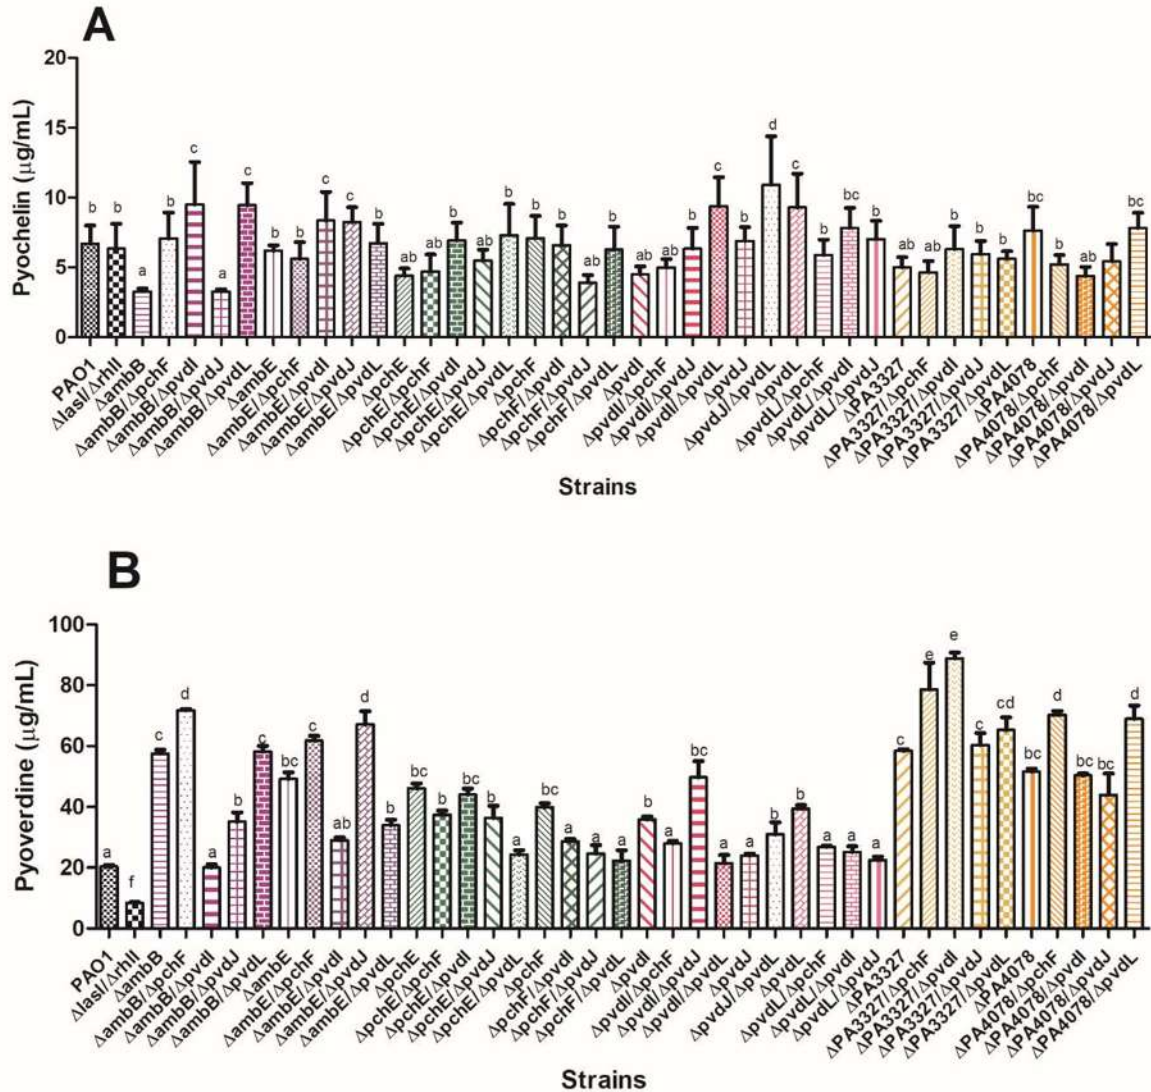 A
20
15
10
5
0
Pyochelin (μg/mL)
b b a b c a c b b c c b ab ab b ab b b b ab b ab ab b c b d c b bc b ab ab b b b bc b ab b bc
PAO1
ΔlasI/ΔrhlI
ΔambB
ΔambB/ΔpchF
ΔambB/ΔpvdI
ΔambB/ΔpvdJ
ΔambB/ΔpvdL
ΔambE
ΔambE/ΔpchF
ΔambE/ΔpvdI
ΔambE/ΔpvdJ
ΔambE/ΔpvdL
ΔpchE
ΔpchE/ΔpchF
ΔpchE/ΔpvdI
ΔpchE/ΔpvdJ
ΔpchE/ΔpvdL
ΔpchF
ΔpchF/ΔpvdI
ΔpchF/ΔpvdJ
ΔpchF/ΔpvdL
ΔpvdI
ΔpvdI/ΔpchF
ΔpvdI/ΔpvdJ
ΔpvdI/ΔpvdL
ΔpvdJ
ΔpvdJ/ΔpvdL
ΔpvdL
ΔpvdL/ΔpchF
ΔpvdL/ΔpvdI
ΔpvdL/ΔpvdJ
ΔPA3327
ΔPA3327/ΔpchF
ΔPA3327/ΔpvdI
ΔPA3327/ΔpvdJ
ΔPA3327/ΔpvdL
ΔPA4078
ΔPA4078/ΔpchF
ΔPA4078/ΔpvdI
ΔPA4078/ΔpvdJ
ΔPA4078/ΔpvdL
Strains
B
100
80
60
40
20
0
Pyoverdine (μg/mL)
a f c d a b c bc c ab d b bc bc bc b a bc a a a b a bc a a b b a a a c e e c cd bc d bc bc d
PAO1
ΔlasI/ΔrhlI
ΔambB
ΔambB/ΔpchF
ΔambB/ΔpvdI
ΔambB/ΔpvdJ
ΔambB/ΔpvdL
ΔambE
ΔambE/ΔpchF
ΔambE/ΔpvdI
ΔambE/ΔpvdJ
ΔambE/ΔpvdL
ΔpchE
ΔpchE/ΔpchF
ΔpchE/ΔpvdI
ΔpchE/ΔpvdJ
ΔpchE/ΔpvdL
ΔpchF
ΔpchF/ΔpvdI
ΔpchF/ΔpvdJ
ΔpchF/ΔpvdL
ΔpvdI
ΔpvdI/ΔpchF
ΔpvdI/ΔpvdJ
ΔpvdI/ΔpvdL
ΔpvdJ
ΔpvdJ/ΔpvdL
ΔpvdL
ΔpvdL/ΔpchF
ΔpvdL/ΔpvdI
ΔpvdL/ΔpvdJ
ΔPA3327
ΔPA3327/ΔpchF
ΔPA3327/ΔpvdI
ΔPA3327/ΔpvdJ
ΔPA3327/ΔpvdL
ΔPA4078
ΔPA4078/ΔpchF
ΔPA4078/ΔpvdI
ΔPA4078/ΔpvdJ
ΔPA4078/ΔpvdL
Strains